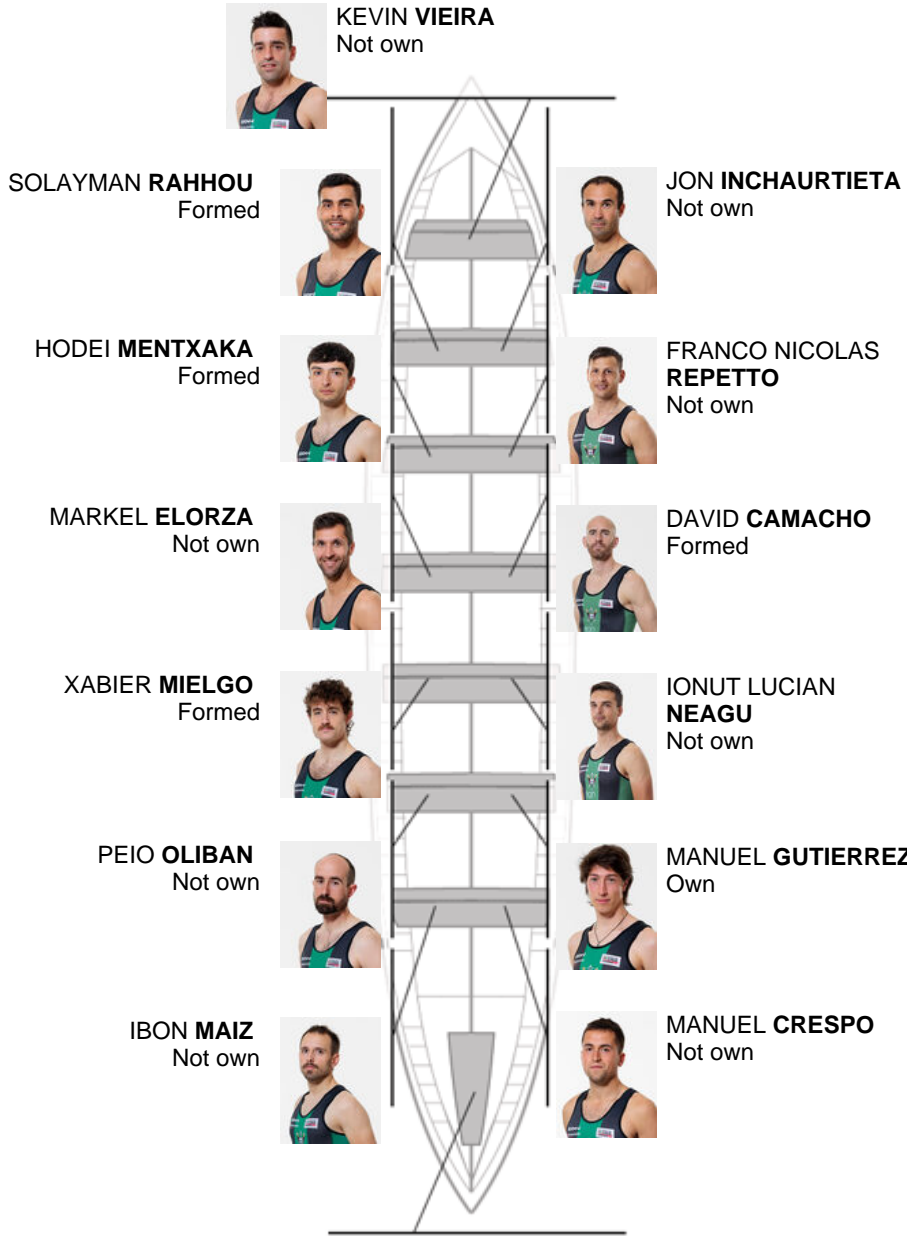 KEVIN VIEIRA
Not own
SOLAYMAN RAHHOU
Formed
JON INCHAURTIETA
Not own
HODEI MENTXAKA
Formed
FRANCO NICOLAS
REPETTO
Not own
MARKEL ELORZA
Not own
DAVID CAMACHO
Formed
XABIER MIELGO
Formed
IONUT LUCIAN
NEAGU
Not own
PEIO OLIBAN
Not own
MANUEL GUTIERREZ
Own
IBON MAIZ
Not own
MANUEL CRESPO
Not own